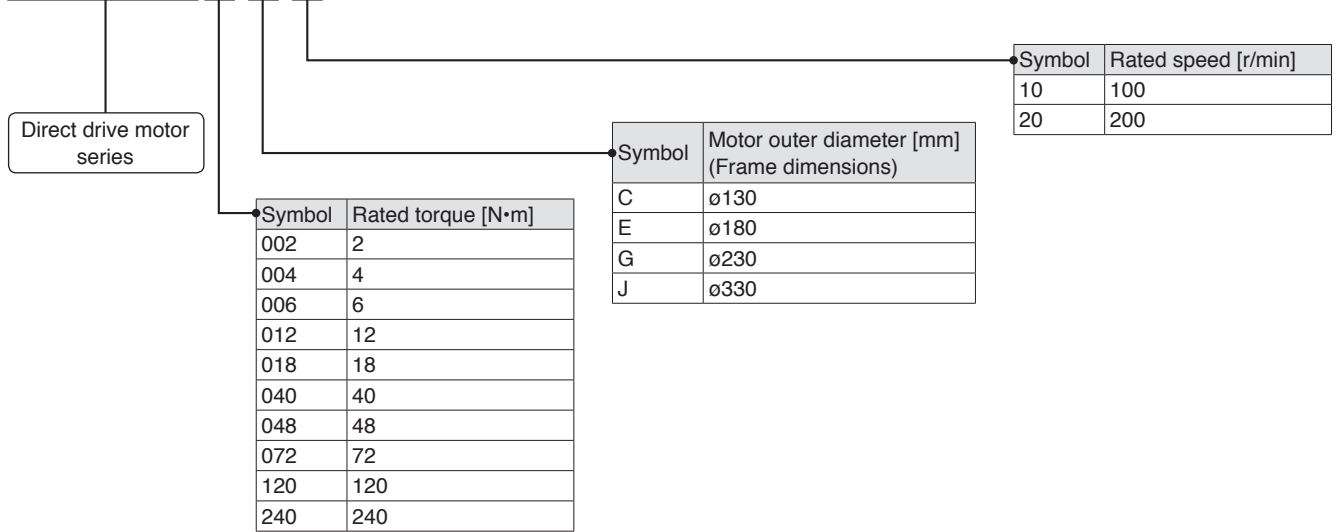 Direct drive motor
series
Symbol Rated torque [N•m]
002 2
004 4
006 6
012 12
018 18
040 40
048 48
072 72
120 120
240 240
Symbol Motor outer diameter [mm]
(Frame dimensions)
C ø130
E ø180
G ø230
J ø330
Symbol Rated speed [r/min]
10 100
20 200